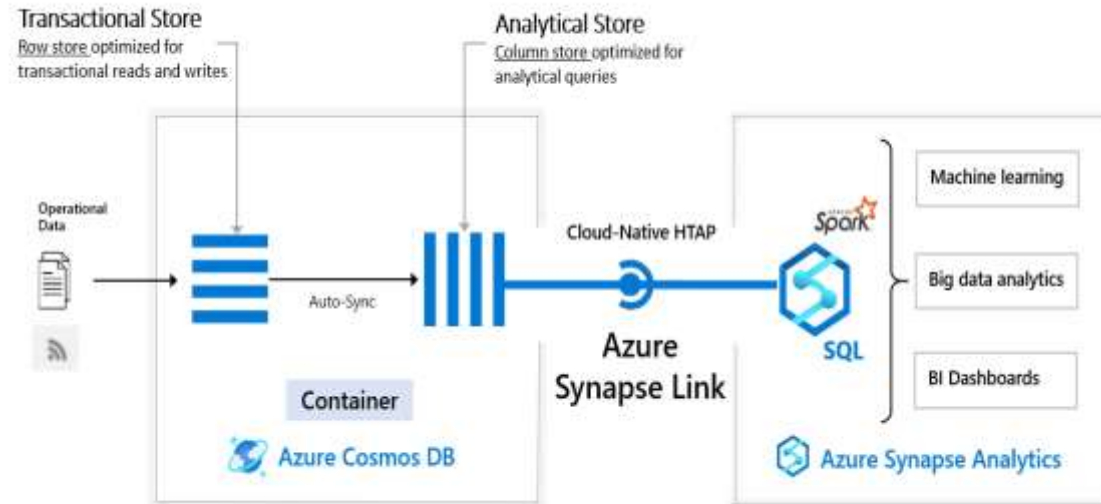 Transactional Store
Row store optimized for
transactional reads and writes
Analytical Store
Column store optimized for
analytical queries
Operational
Data
Auto-Sync
Container
Azure Cosmos DB
Cloud-Native HTAP
Azure
Synapse Link
APACHE
Spark
SQL
Machine learning
Big data analytics
BI Dashboards
Azure Synapse Analytics